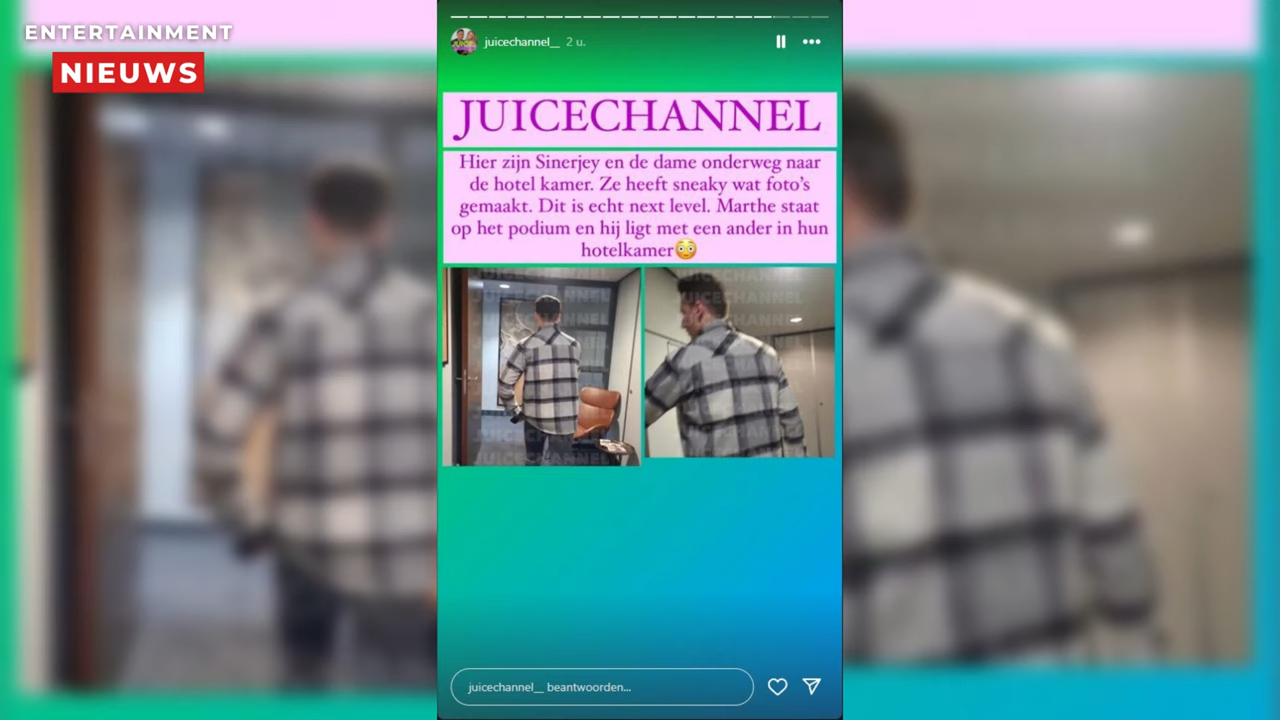 ENTERTAINMENT
NIEUWS
juicechannel__ 2 u.
JUICECHANNEL
Hier zijn Sinerjey en de dame onderweg naar
de hotel kamer. Ze heeft sneaky wat foto's
gemaakt. Dit is echt next level. Marthe staat
op het podium en hij ligt met een ander in hun
hotelkamer😳
JUICECHANNEL
JUICECHANNEL
juicechannel__ beantwoorden...